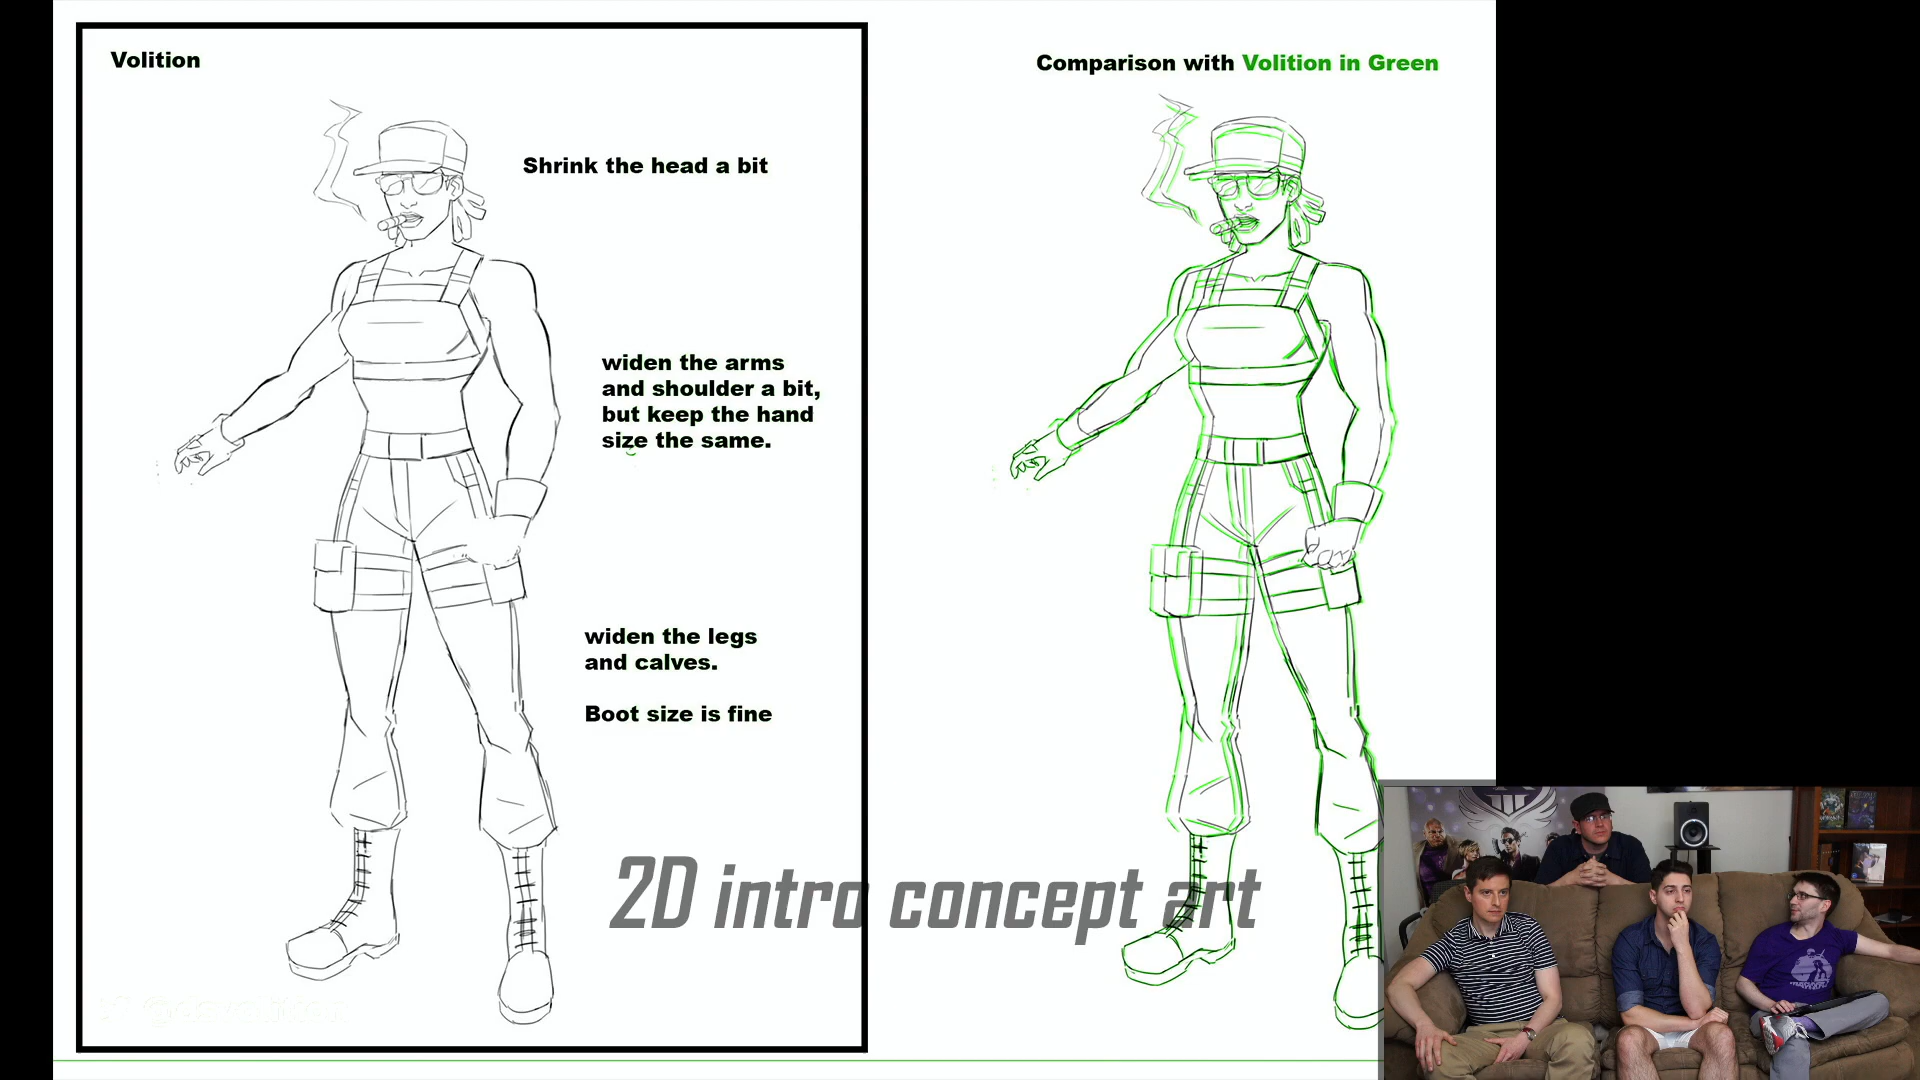 Volition
Comparison with Volition in Green
Shrink the head a bit
widen the arms
and shoulder a bit,
but keep the hand
size the same.
widen the legs
and calves.
Boot size is fine
2D intro concept art